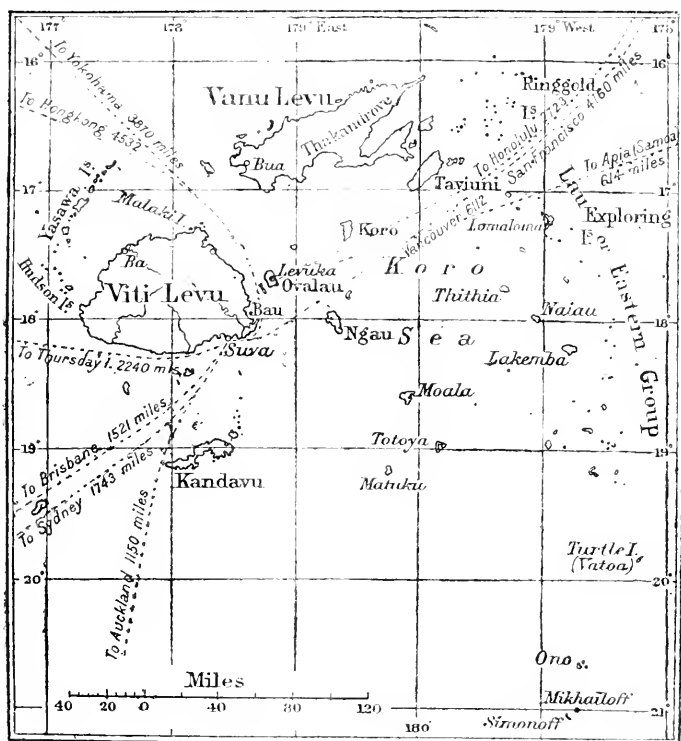 177
178
179 East
179 West
178
16°
16°
To Yokohama 3870 miles
To Hongkong 4532
Vanu Levu
Thakandrove
Bua
Ringgold
Is
To Honolulu 2723
San Francisco 4760 miles
To Apia (Samoa)
614 miles
Vancouver 6112
17
17
Yasawa Is
Malaki I.
Taviuni
Lau or Eastern Group
Exploring
Is
Koro
Lomaloma
Ba
Hudson Is
Viti Levu
Levuka
Ovalau
Koro
Sea
Thithia
Bau
Naiau
18
18
Ngau
Suva
To Thursday I. 2240 mls.
Lakemba
Moala
To Brisbane 1521 miles
To Sydney 1743 miles
19
19
Totoya
Kandavu
Matuku
To Auckland 1150 miles
Turtle I.
(Vatoa)
20
20
Ono
Miles
40 20 0 40 80 120
Mikhailoff
21
Simonoff
180°